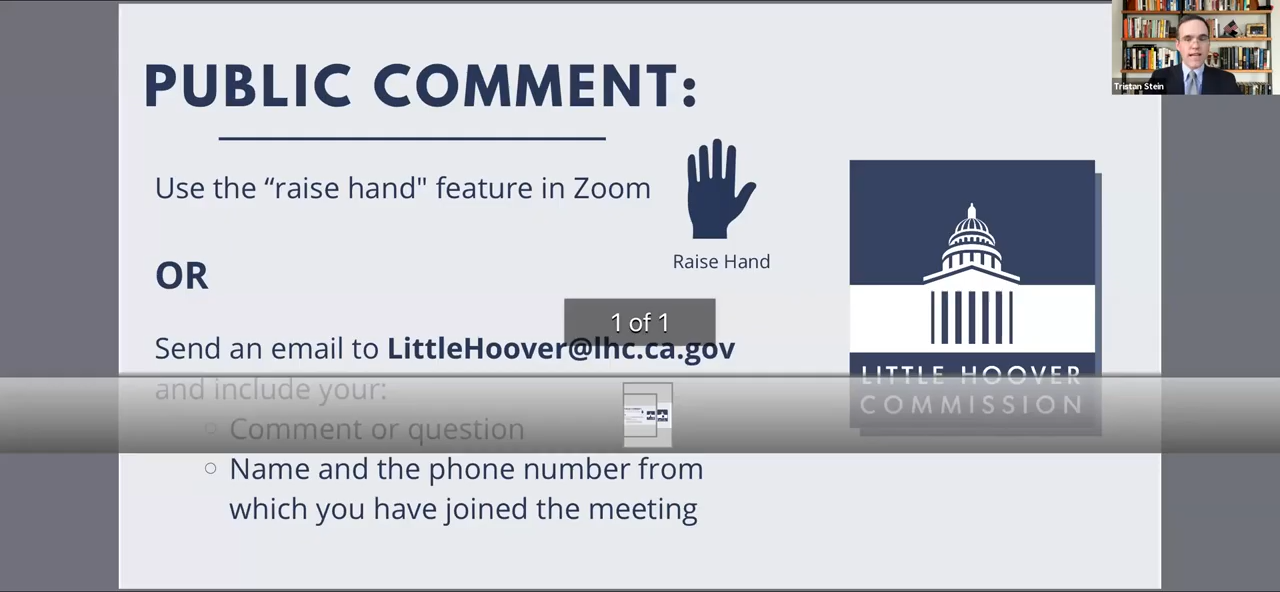 PUBLIC COMMENT:
Tristan Stein
Use the “raise hand" feature in Zoom
Raise Hand
OR
1 of 1
Send an email to LittleHoover@lhc.ca.gov
and include your:
Comment or question
Name and the phone number from
which you have joined the meeting
LITTLE HOOVER
COMMISSION